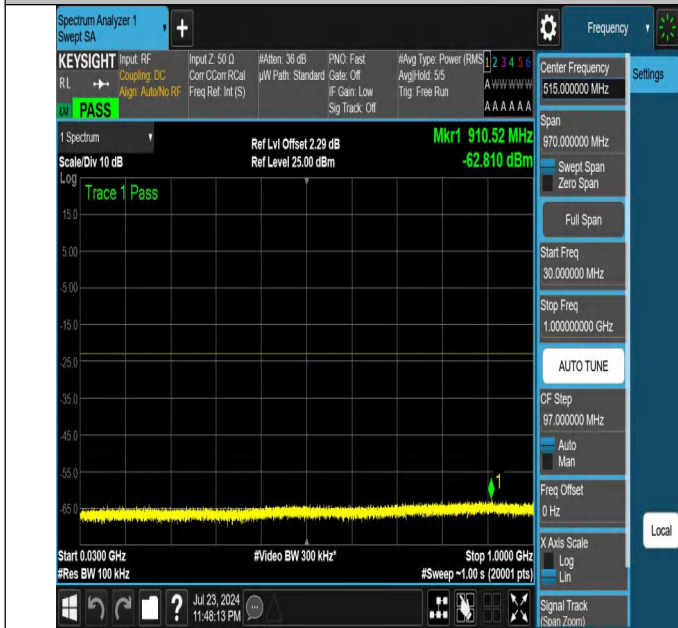 Spectrum Analyzer 1
Swept SA
Frequency
KEYSIGHT
RL
PASS
Input: RF
Coupling: DC
Align: Auto/No RF
Input Z: 50 Ω
Corr CCorr RCal
Freq Ref: Int (S)
#Atten: 36 dB
µW Path: Standard
PNO: Fast
Gate: Off
IF Gain: Low
Sig Track: Off
#Avg Type: Power (RMS
Avg|Hold: 5/5
Trig: Free Run
1 2 3 4 5 6
A W W W W W
A A A A A A
Center Frequency
515.000000 MHz
Settings
Span
970.000000 MHz
Swept Span
Zero Span
Full Span
Start Freq
30.000000 MHz
Stop Freq
1.000000000 GHz
AUTO TUNE
CF Step
97.000000 MHz
Auto
Man
Freq Offset
0 Hz
X Axis Scale
Log
Lin
Signal Track
(Span Zoom)
Local
1 Spectrum
Scale/Div 10 dB
Ref Lvl Offset 2.29 dB
Ref Level 25.00 dBm
Mkr1 910.52 MHz
-62.810 dBm
Log
Trace 1 Pass
15.0
5.00
-5.00
-15.0
-25.0
-35.0
-45.0
-55.0
-65.0
1
Start 0.0300 GHz
#Res BW 100 kHz
#Video BW 300 kHz*
Stop 1.0000 GHz
#Sweep ~1.00 s (20001 pts)
?
Jul 23, 2024
11:48:13 PM